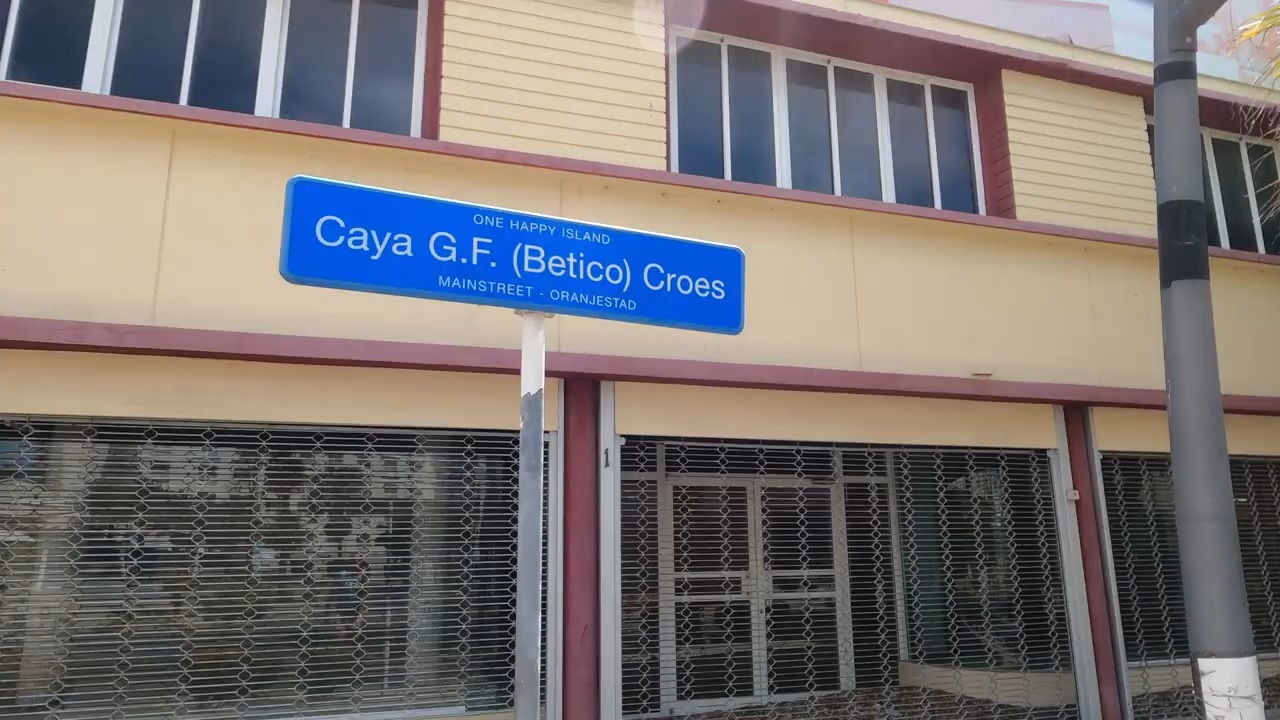 ONE HAPPY ISLAND
Caya G.F. (Betico) Croes
MAINSTREET - ORANJESTAD
1